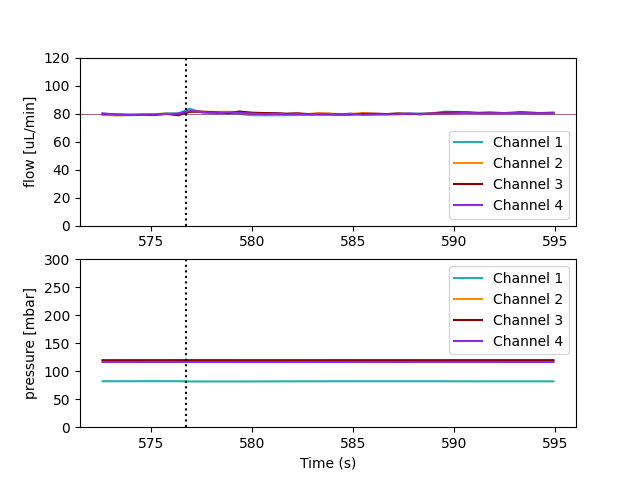 120
100
80
60
40
20
0
flow [uL/min]
Channel 1
Channel 2
Channel 3
Channel 4
575
580
585
590
595
300
250
200
150
100
50
0
pressure [mbar]
Channel 1
Channel 2
Channel 3
Channel 4
575
580
585
590
595
Time (s)